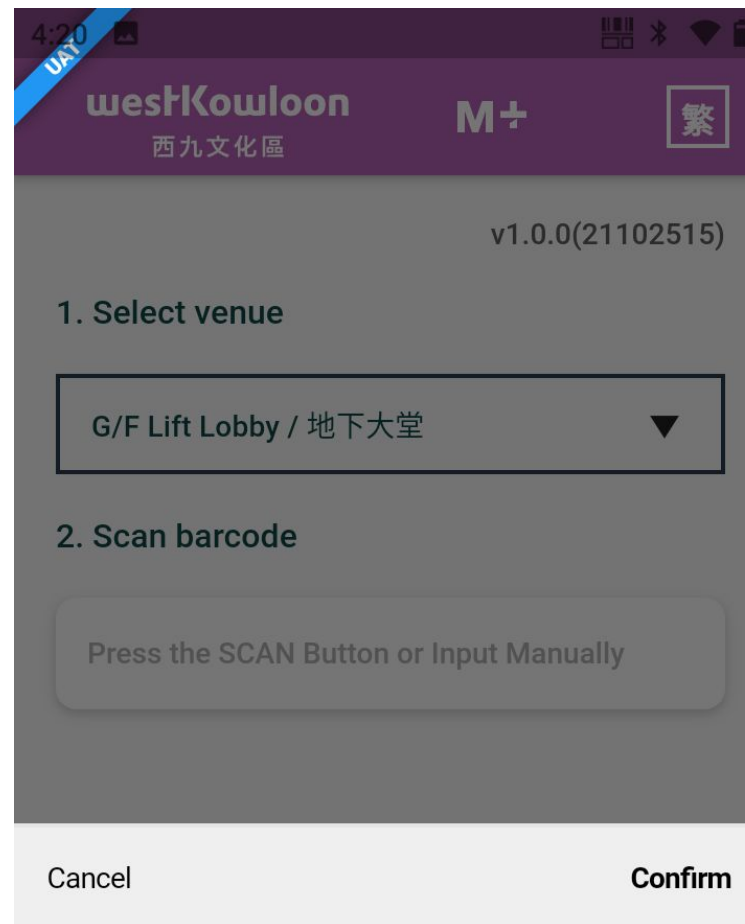 4:20
UAT
westKowloon
西九文化區
M+
繁
v1.0.0(21102515)
1. Select venue
G/F Lift Lobby / 地下大堂
2. Scan barcode
Press the SCAN Button or Input Manually
Cancel
Confirm